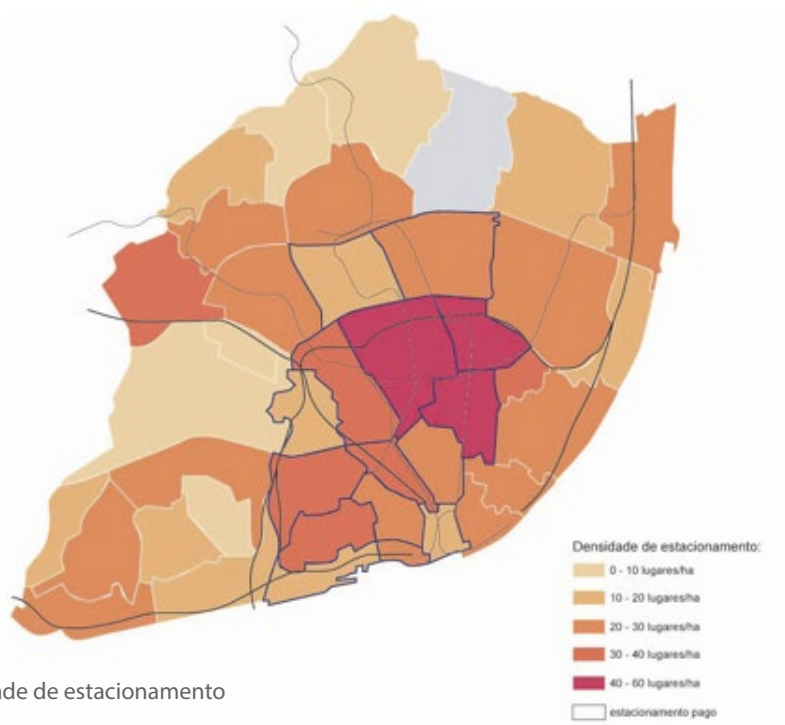 Densidade de estacionamento:
0 - 10 lugares/ha
10 - 20 lugares/ha
20 - 30 lugares/ha
30 - 40 lugares/ha
40 - 60 lugares/ha
estacionamento pago
de de estacionamento